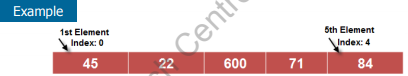 Example
1st Element
Index: 0
5th Element
Index: 4
45 22 600 71 84